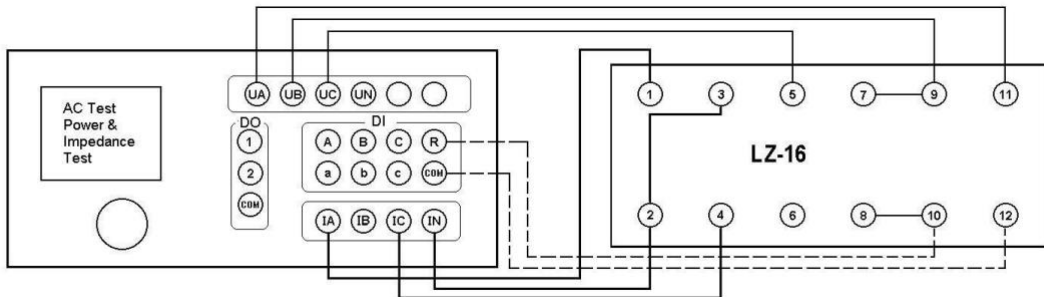 UA UB UC UN
AC Test
Power &
Impedance
Test
DO
1
2
COM
DI
A B C R
a b c COM
IA IB IC IN
1 3 5 7 9 11
LZ-16
2 4 6 8 10 12